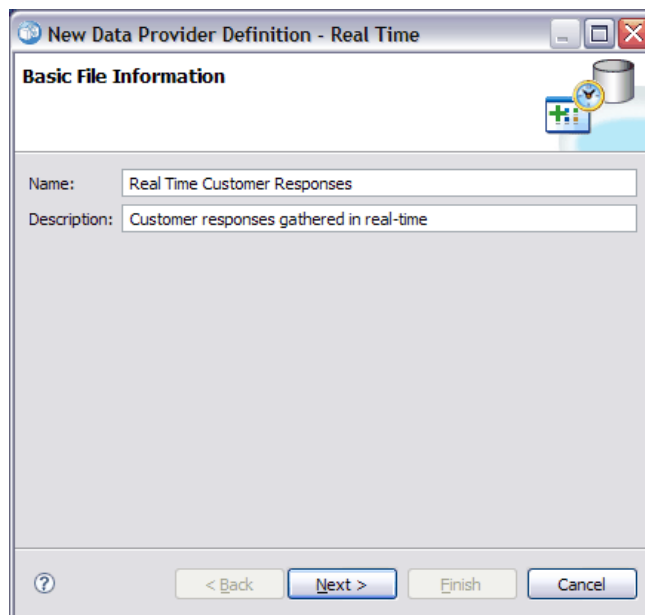 New Data Provider Definition - Real Time
Basic File Information
Name: Real Time Customer Responses
Description: Customer responses gathered in real-time
? < Back Next > Finish Cancel